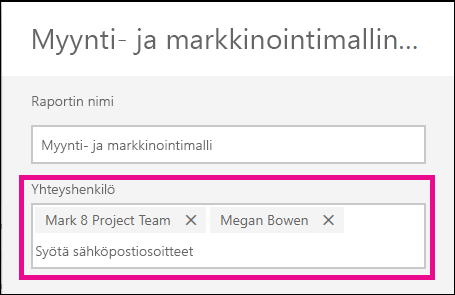 Myynti- ja markkinointimallin...
Raportin nimi
Myynti- ja markkinointimalli
Yhteyshenkilö
Mark 8 Project Team × Megan Bowen ×
Syötä sähköpostiosoitteet